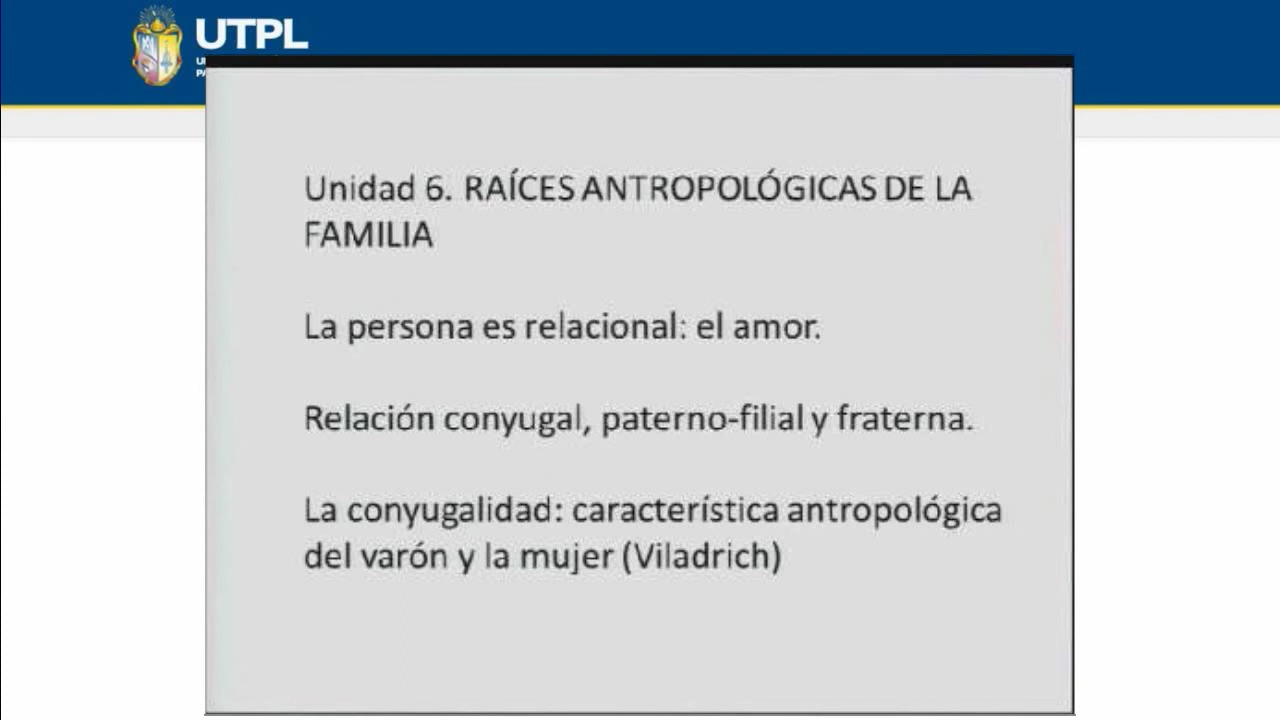 UTPL
Unidad 6. RAÍCES ANTROPOLÓGICAS DE LA
FAMILIA
La persona es relacional: el amor.
Relación conyugal, paterno-filial y fraterna.
La conyugalidad: característica antropológica
del varón y la mujer (Viladrich)